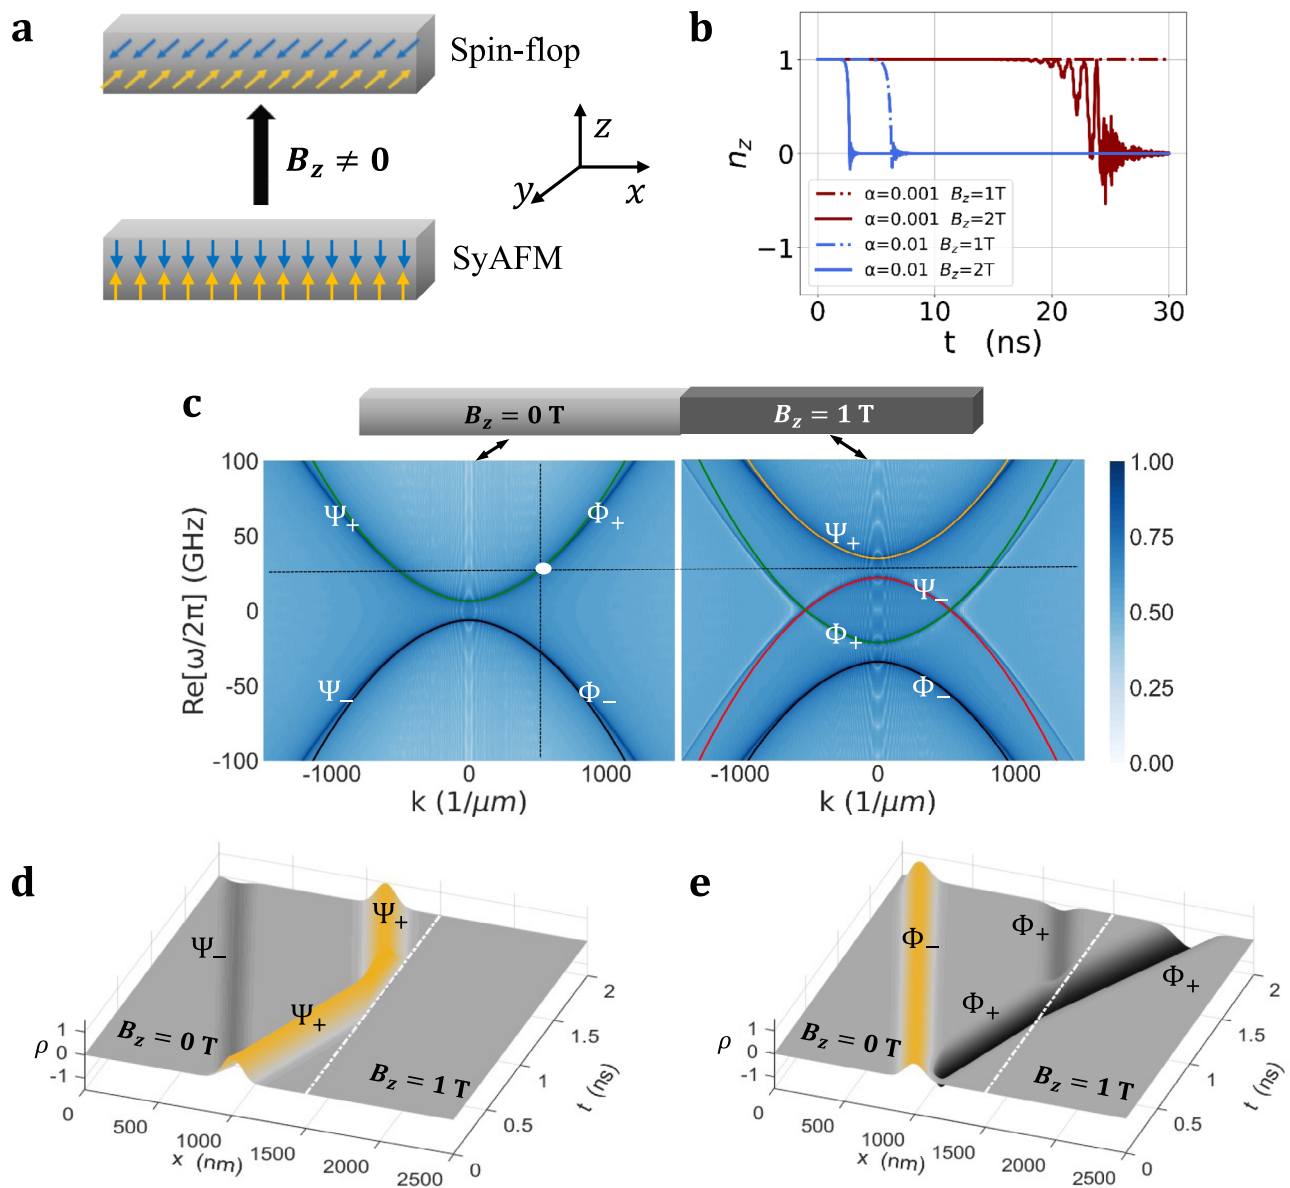 a
Spin-flop
B_z ≠ 0
z
y
x
SyAFM
b
n_z
1
0
−1
α=0.001 B_z=1T
α=0.001 B_z=2T
α=0.01 B_z=1T
α=0.01 B_z=2T
0 10 20 30
t (ns)
c
B_z = 0 T
B_z = 1 T
Re[ω/2π] (GHz)
100
50
0
-50
-100
Ψ+
Φ+
Ψ−
Φ−
-1000 0 1000
k (1/μm)
Ψ+
Ψ−
Φ+
Φ−
-1000 0 1000
k (1/μm)
1.00
0.75
0.50
0.25
0.00
d
Ψ−
Ψ+
Ψ+
B_z = 0 T
B_z = 1 T
ρ
1
0
-1
0 500 1000 1500 2000 2500
x (nm)
0 0.5 1 1.5 2
t (ns)
e
Φ−
Φ+
Φ+
Φ+
B_z = 0 T
B_z = 1 T
ρ
1
0
-1
0 500 1000 1500 2000 2500
x (nm)
0 0.5 1 1.5 2
t (ns)